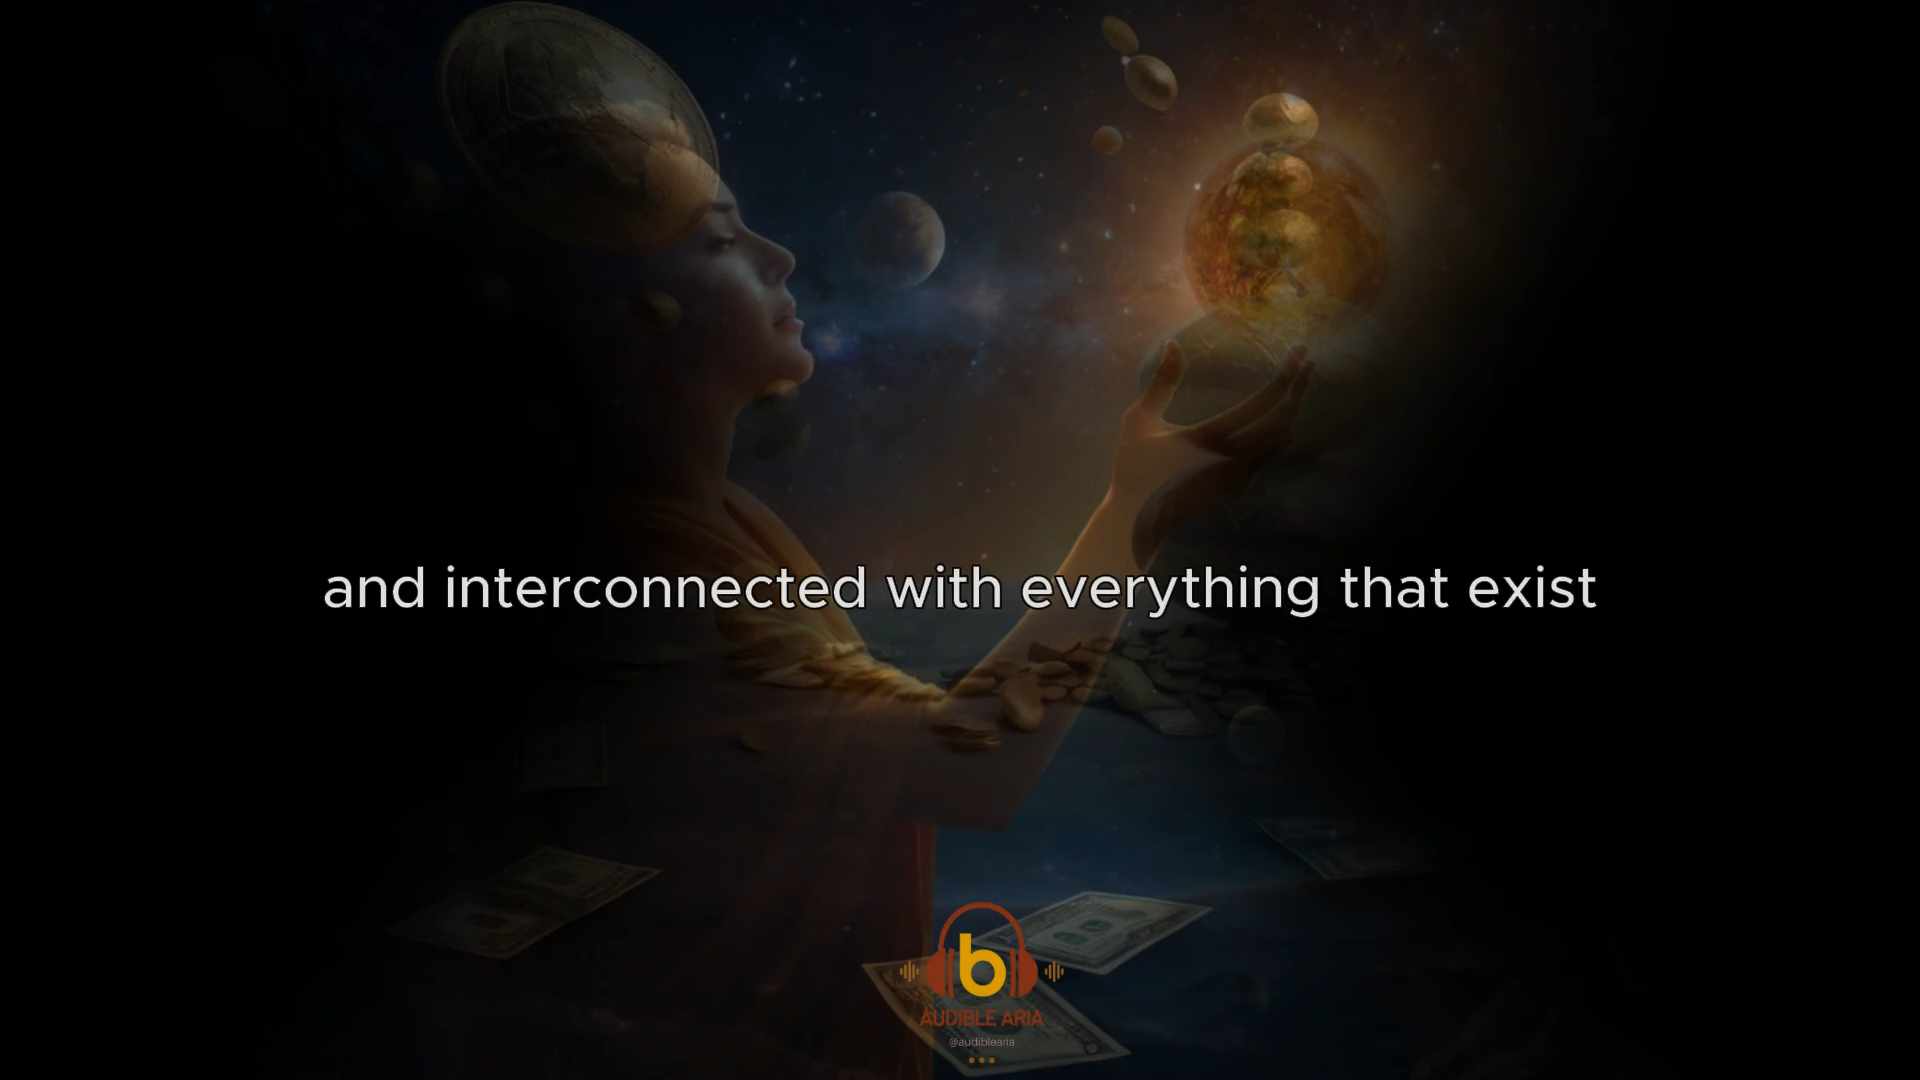 and interconnected with everything that exist
b
AUDIBLE ARIA
@audiblearia